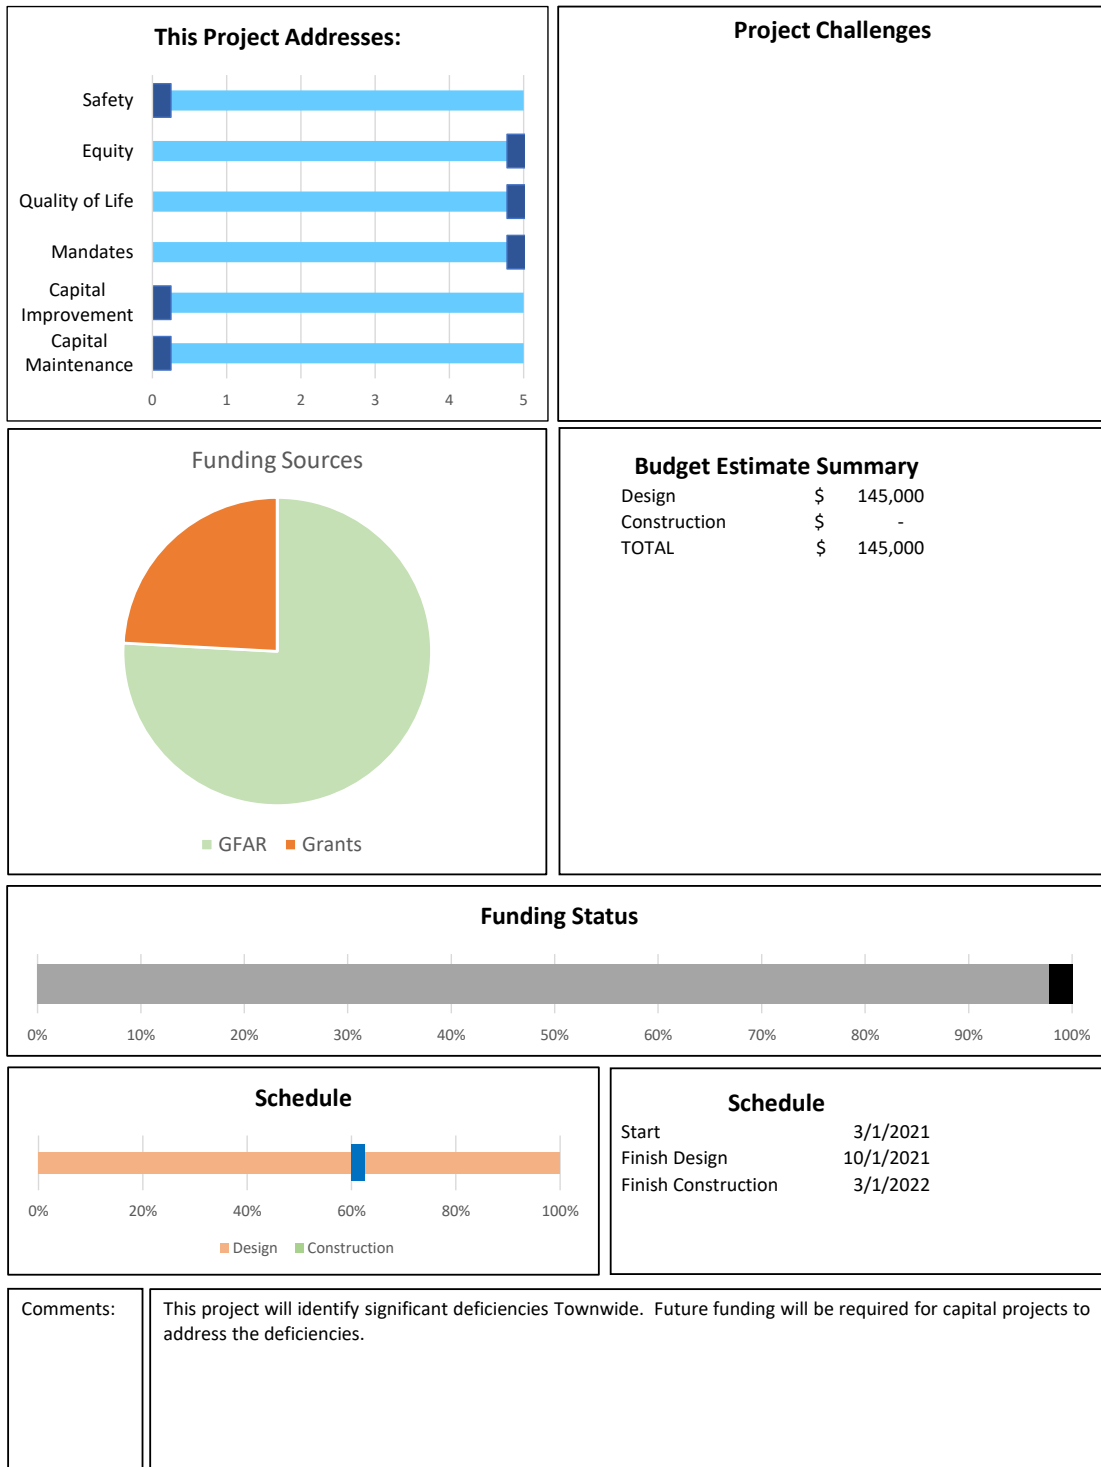 This Project Addresses:
Safety
Equity
Quality of Life
Mandates
Capital
Improvement
Capital
Maintenance
0 1 2 3 4 5
Project Challenges
Funding Sources
GFAR Grants
Budget Estimate Summary
Design $ 145,000
Construction $ -
TOTAL $ 145,000
Funding Status
0% 10% 20% 30% 40% 50% 60% 70% 80% 90% 100%
Schedule
0% 20% 40% 60% 80% 100%
Design Construction
Schedule
Start 3/1/2021
Finish Design 10/1/2021
Finish Construction 3/1/2022
Comments:
This project will identify significant deficiencies Townwide.  Future funding will be required for capital projects to
address the deficiencies.